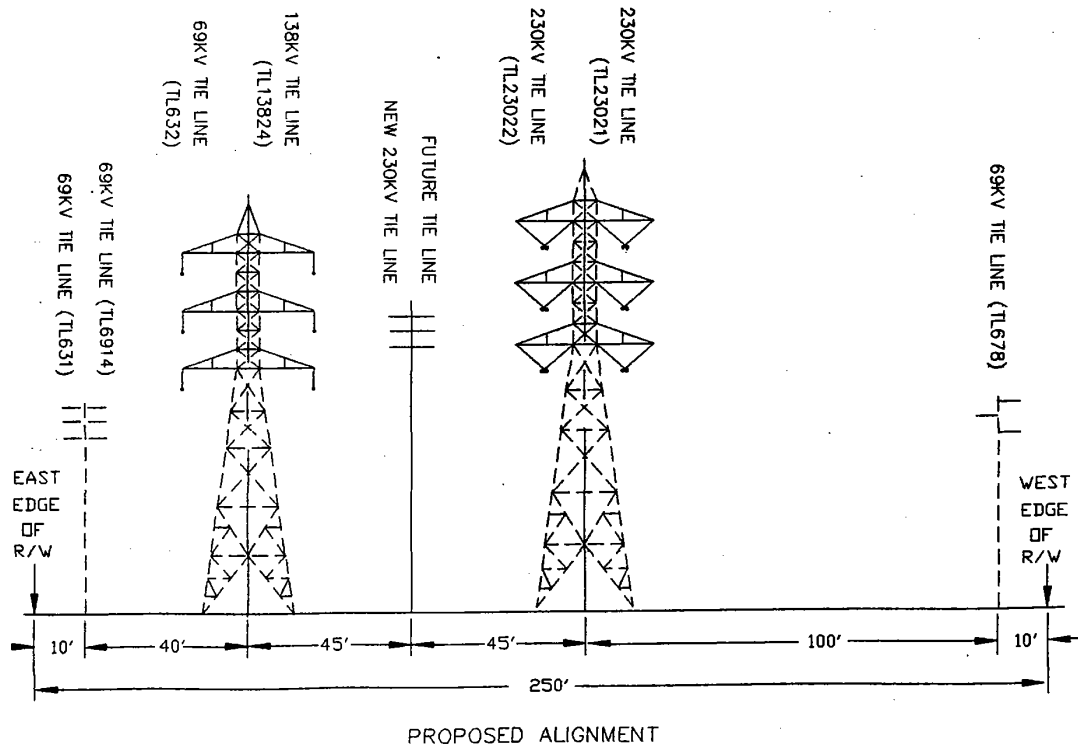 69KV TIE LINE (TL631)
69KV TIE LINE (TL6914)
69KV TIE LINE
(TL632)
138KV TIE LINE
(TL13824)
NEW 230KV TIE LINE
FUTURE TIE LINE
230KV TIE LINE
(TL23022)
230KV TIE LINE
(TL23021)
69KV TIE LINE (TL678)
EAST
EDGE
OF
R/W
WEST
EDGE
OF
R/W
10'
40'
45'
45'
100'
10'
250'
PROPOSED ALIGNMENT